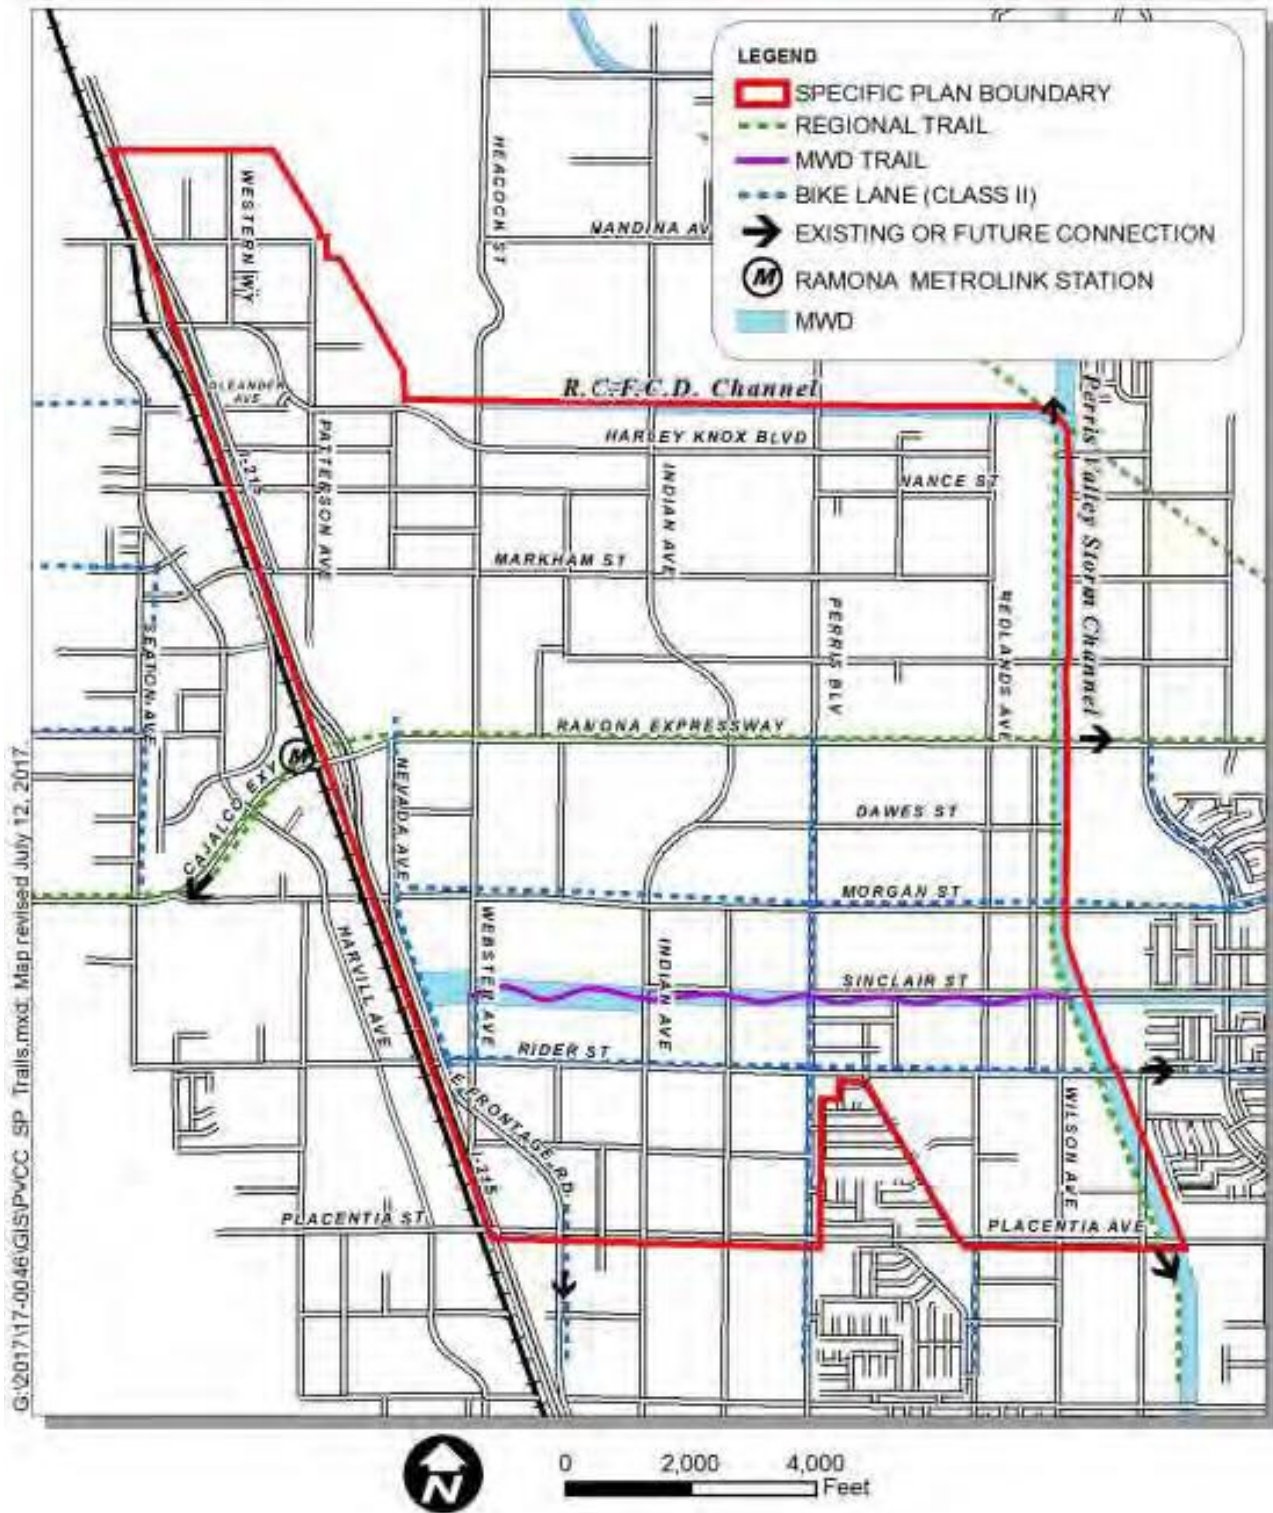 LEGEND
SPECIFIC PLAN BOUNDARY
REGIONAL TRAIL
MWD TRAIL
BIKE LANE (CLASS II)
EXISTING OR FUTURE CONNECTION
M RAMONA METROLINK STATION
MWD
HEACOCK ST
WESTERN WY
NANDINA AV
OLEANDER
AVE
R.C.F.C.D. Channel
HARLEY KNOX BLVD
Perris Valley Storm Channel
PATTERSON AVE
I-215
INDIAN AVE
NANCE ST
MARKHAM ST
SEATON AVE
PERRIS BLV
REDLANDS AVE
RAMONA EXPRESSWAY
M
CAJALCO EXY
NEVADA AVE
DAWES ST
MORGAN ST
HARVILL AVE
WEBSTER AVE
INDIAN AVE
SINCLAIR ST
RIDER ST
E FRONTAGE RD
WILSON AVE
I-215
PLACENTIA ST
PLACENTIA AVE
G:\2017\17-0046\GIS\PVCC_SP_Trails.mxd; Map revised July 12, 2017.
N
0 2,000 4,000
Feet